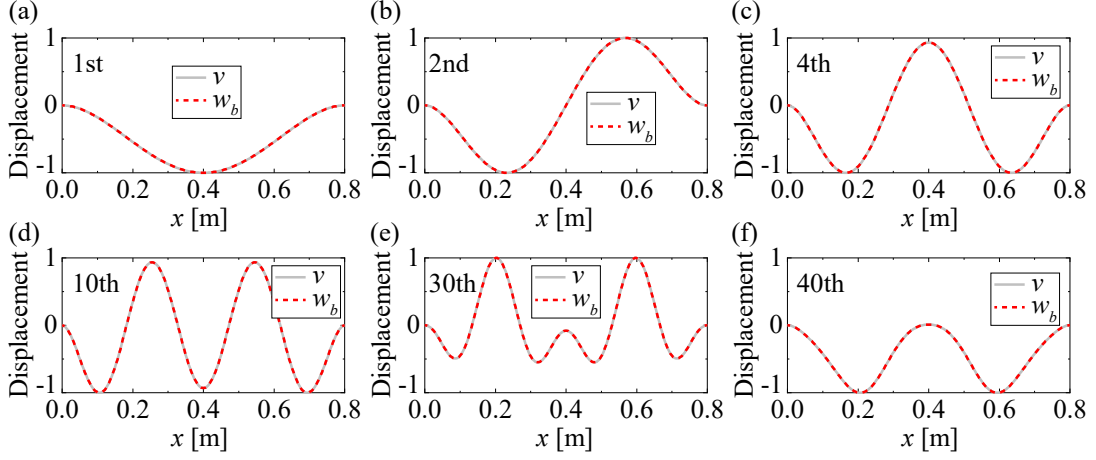 (a)
Displacement
1
0
-1
1st
v
w_b
0.0 0.2 0.4 0.6 0.8
x [m]
(b)
Displacement
1
0
-1
2nd
v
w_b
0.0 0.2 0.4 0.6 0.8
x [m]
(c)
Displacement
1
0
-1
4th
v
w_b
0.0 0.2 0.4 0.6 0.8
x [m]
(d)
Displacement
1
0
-1
10th
v
w_b
0.0 0.2 0.4 0.6 0.8
x [m]
(e)
Displacement
1
0
-1
30th
v
w_b
0.0 0.2 0.4 0.6 0.8
x [m]
(f)
Displacement
1
0
-1
40th
v
w_b
0.0 0.2 0.4 0.6 0.8
x [m]